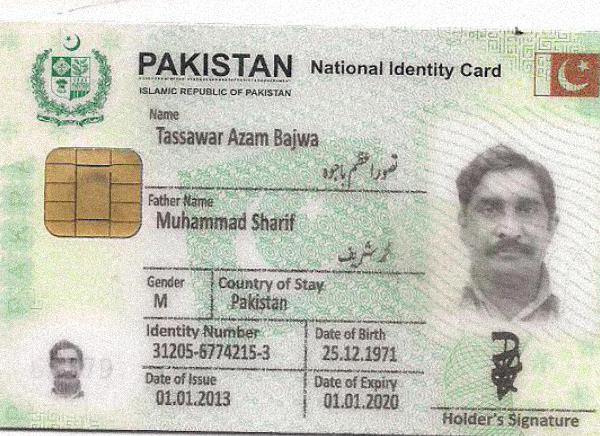 PAKISTAN National Identity Card
ISLAMIC REPUBLIC OF PAKISTAN
Name
Tassawar Azam Bajwa
تصور اعظم باجوہ
Father Name
Muhammad Sharif
محمد شریف
Gender
M
Country of Stay
Pakistan
Identity Number
31205-6774215-3
Date of Birth
25.12.1971
Date of Issue
01.01.2013
Date of Expiry
01.01.2020
Holder's Signature